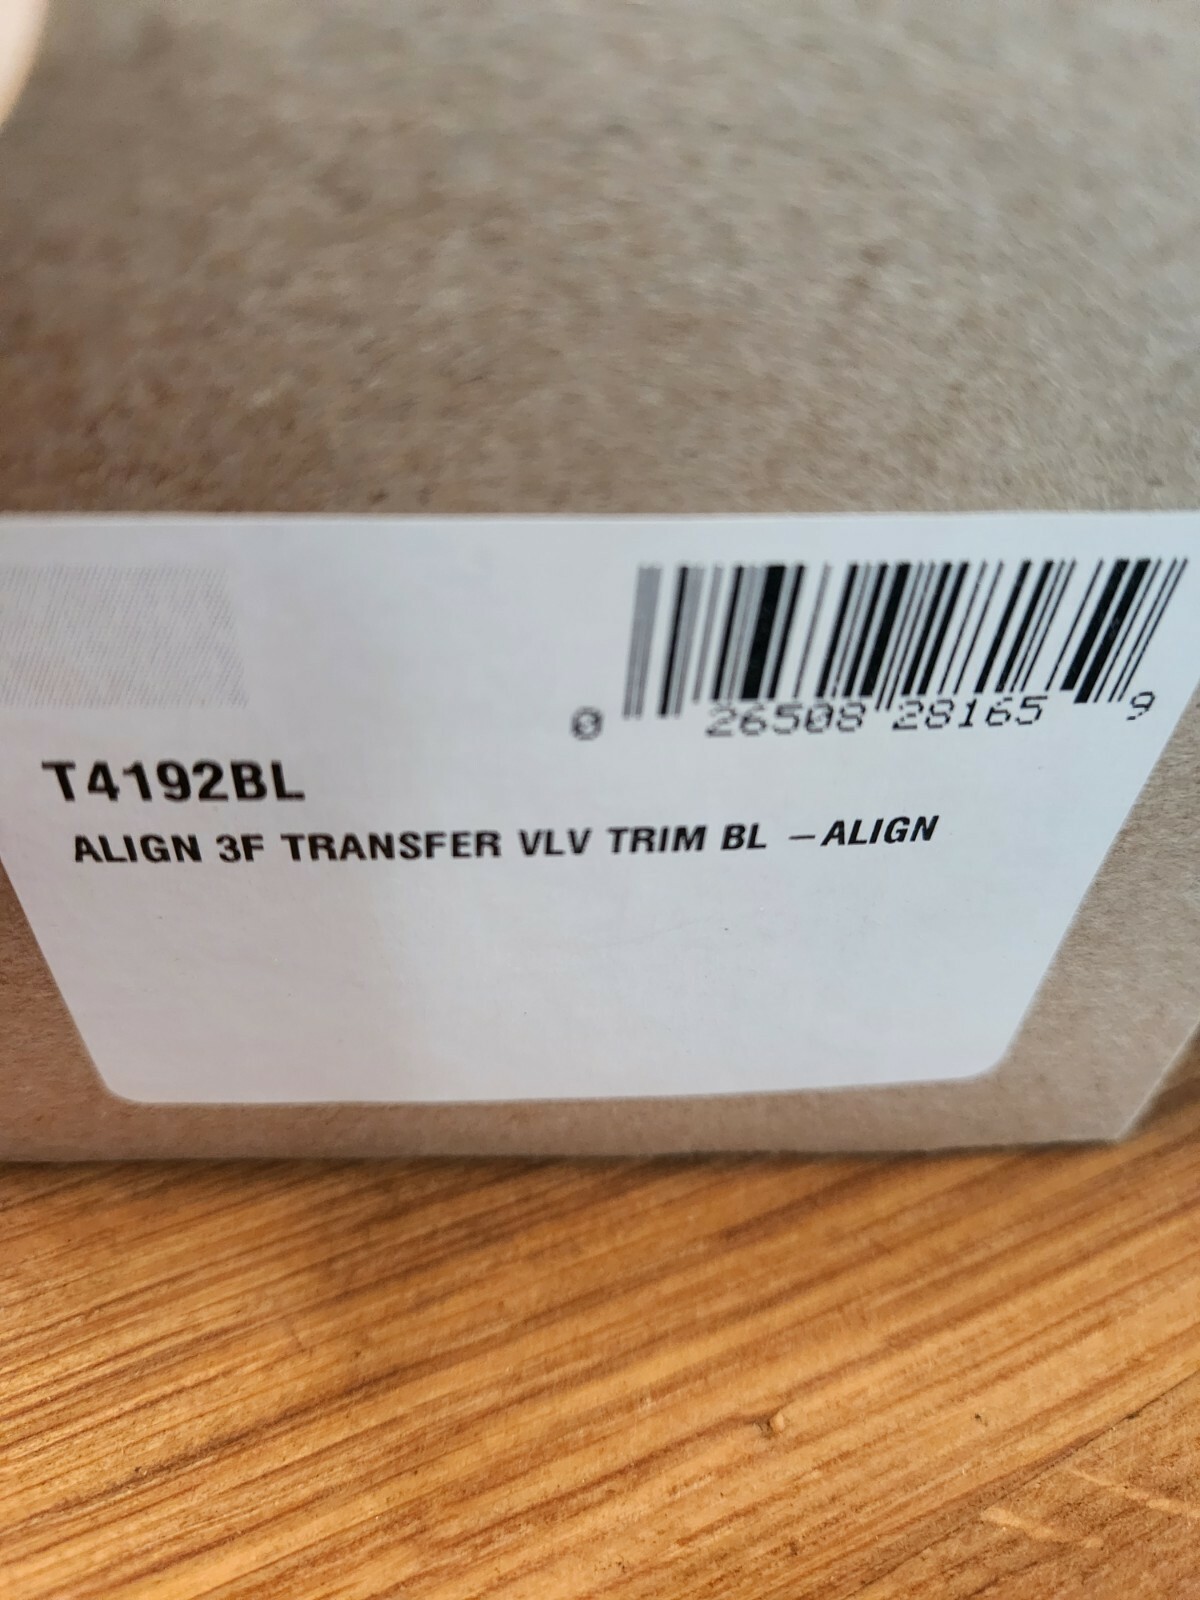 0 26508 28165 9
T4192BL
ALIGN 3F TRANSFER VLV TRIM BL –ALIGN